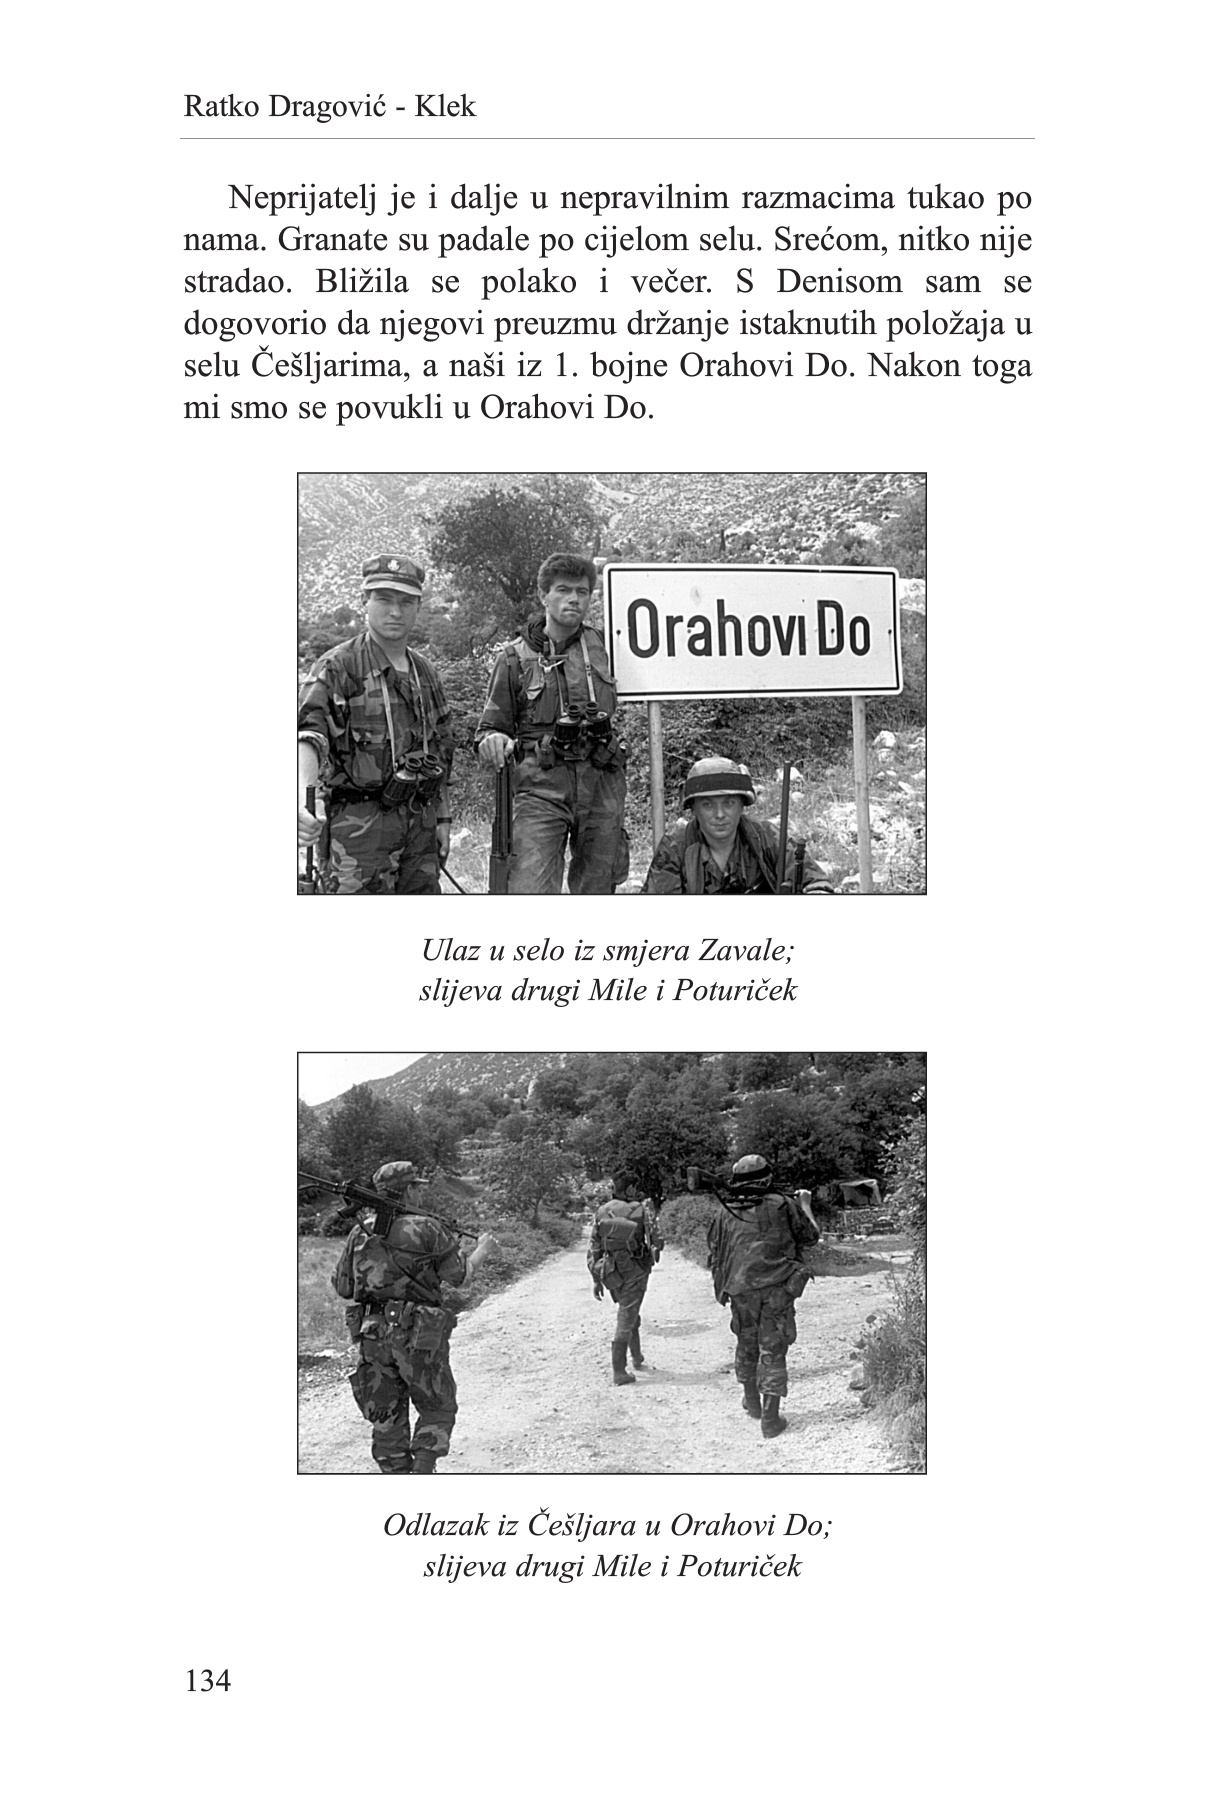 Ratko Dragović - Klek
Neprijatelj je i dalje u nepravilnim razmacima tukao po
nama. Granate su padale po cijelom selu. Srećom, nitko nije
stradao. Bližila se polako i večer. S Denisom sam se
dogovorio da njegovi preuzmu držanje istaknutih položaja u
selu Češljarima, a naši iz 1. bojne Orahovi Do. Nakon toga
mi smo se povukli u Orahovi Do.
Orahovi Do
Ulaz u selo iz smjera Zavale;
slijeva drugi Mile i Poturiček
Odlazak iz Češljara u Orahovi Do;
slijeva drugi Mile i Poturiček
134